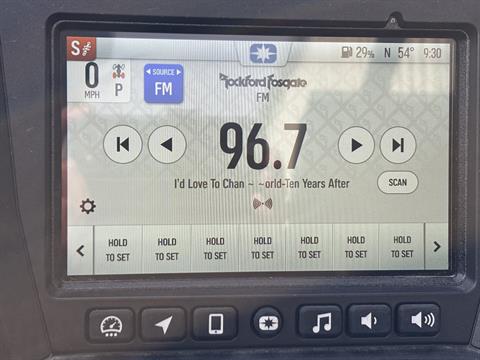 S
29% N 54° 9:30
0
MPH
P
SOURCE
FM
Rockford Fosgate
FM
96.7
I'd Love To Chan ~ ~orld-Ten Years After
SCAN
HOLD TO SET HOLD TO SET HOLD TO SET HOLD TO SET HOLD TO SET HOLD TO SET HOLD TO SET